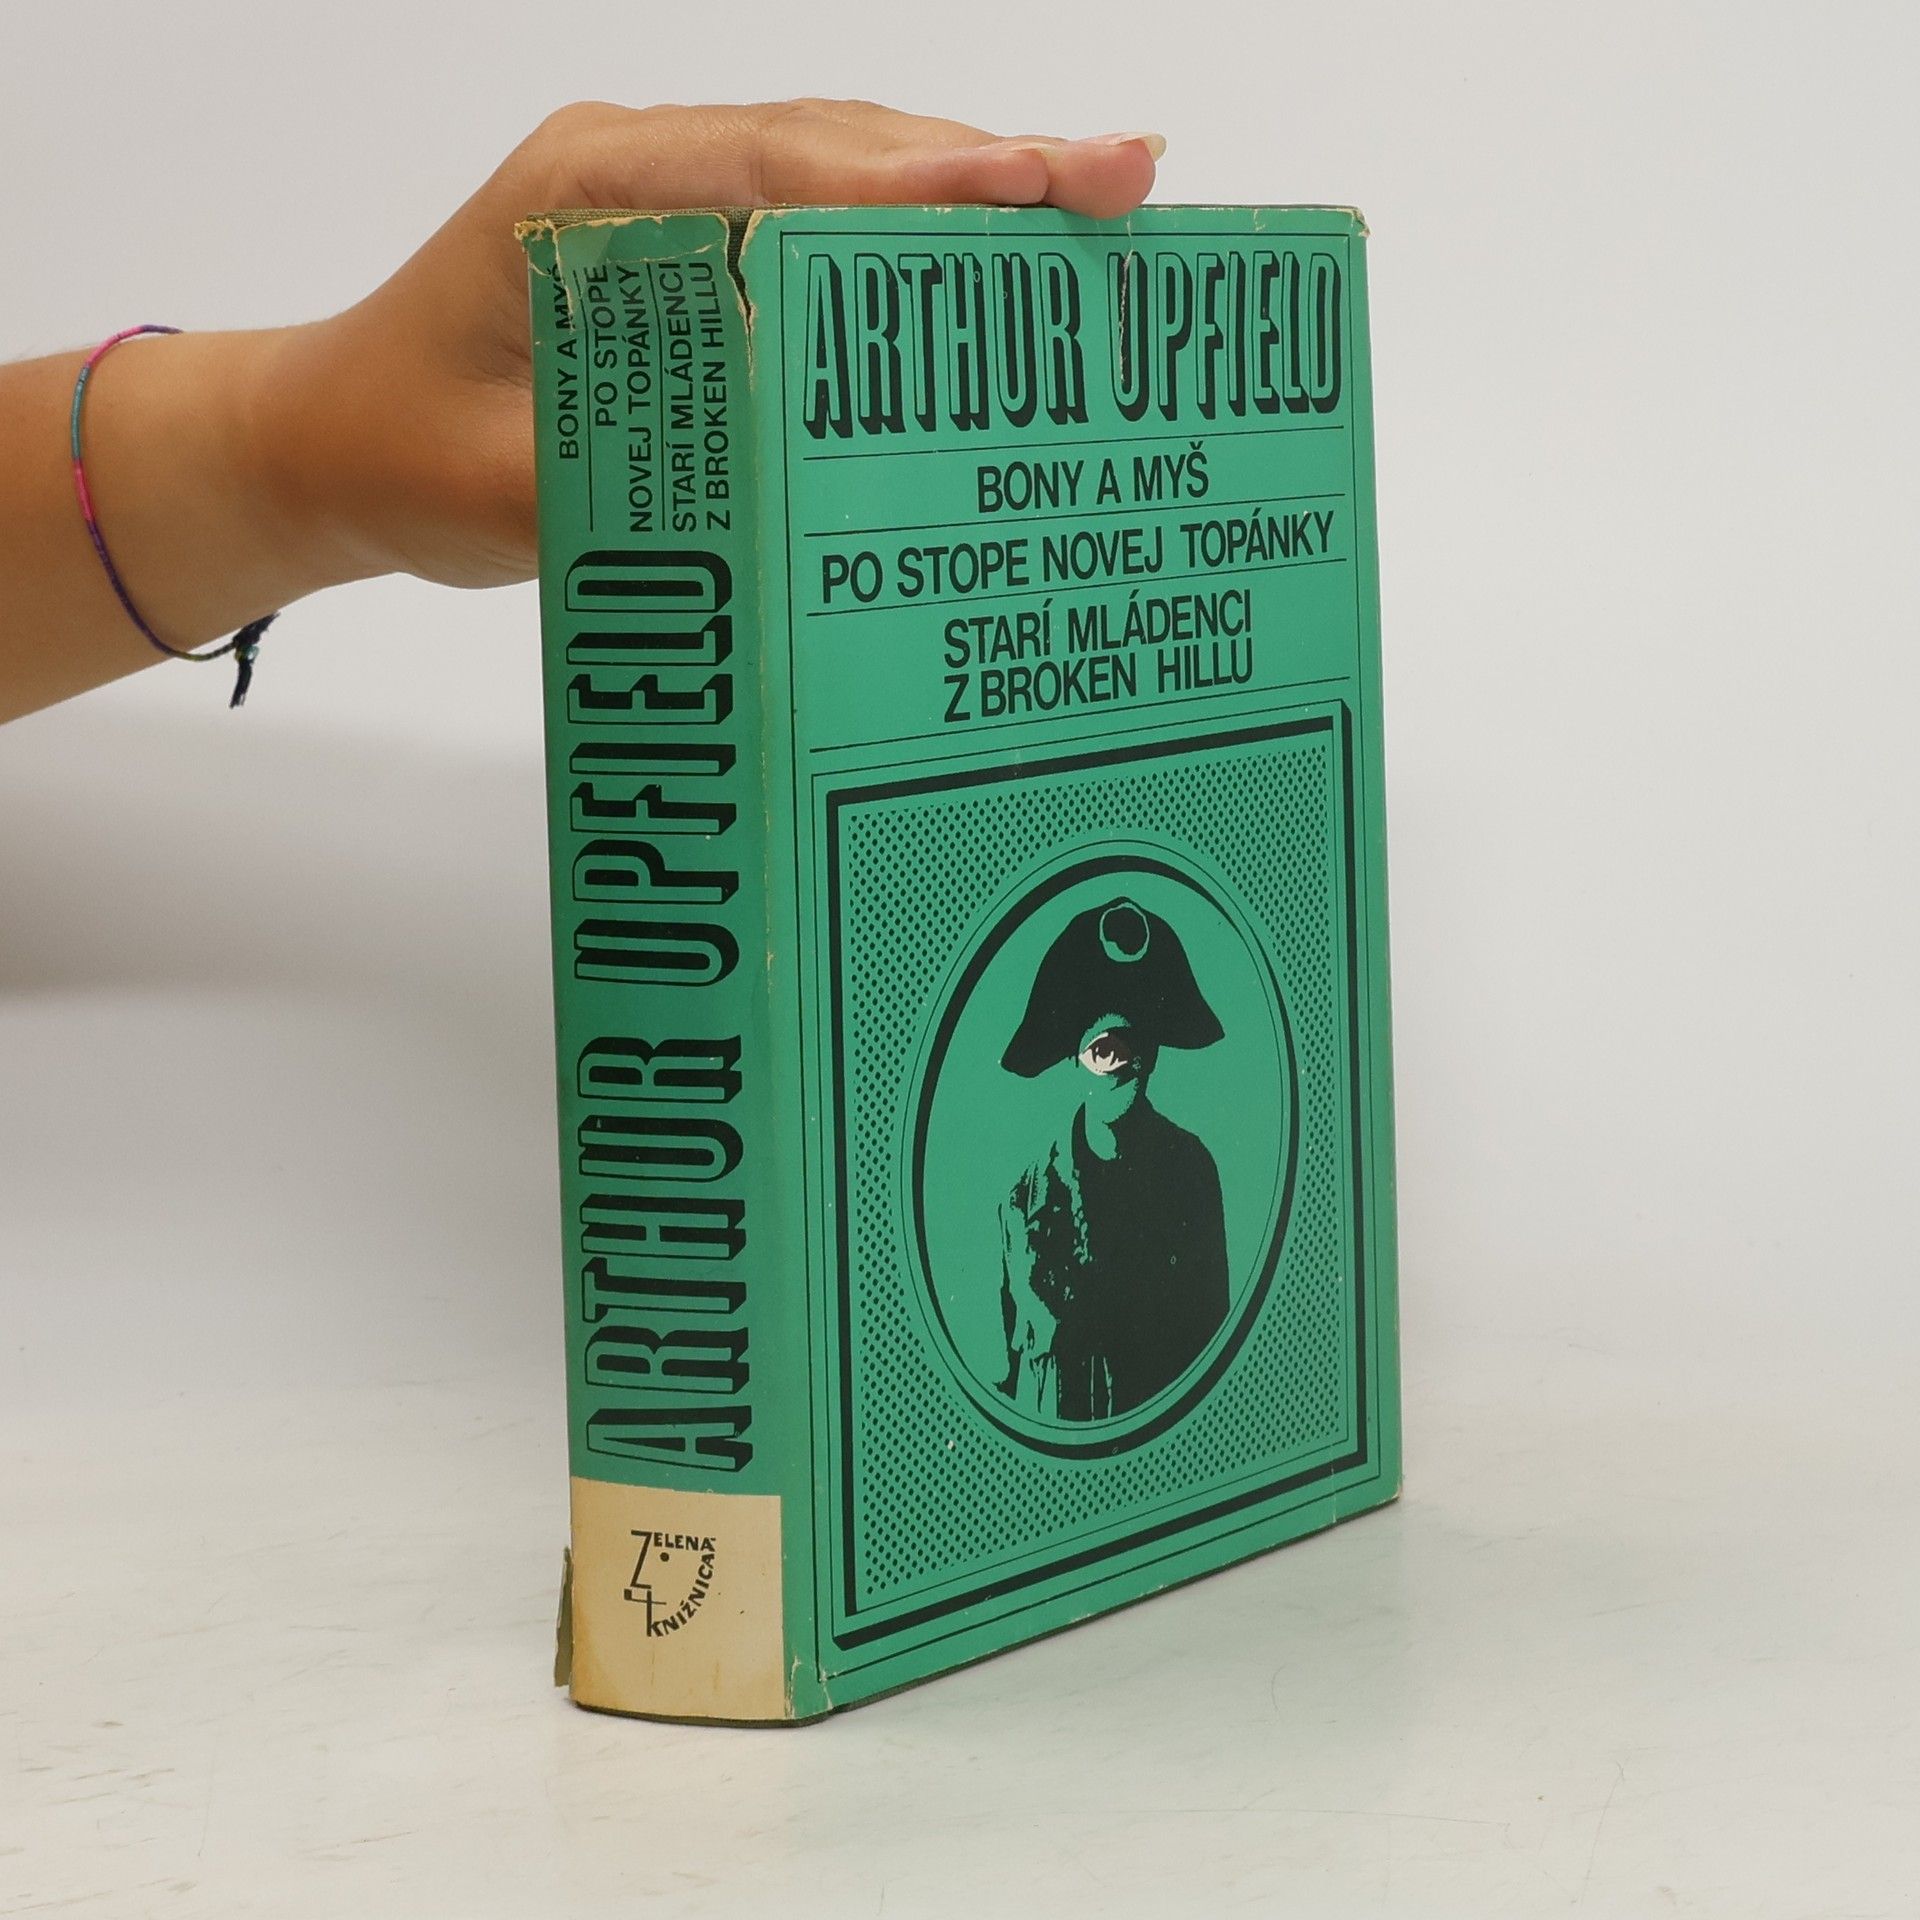 BONY A MYŠ
PO STOPE
NOVEJ TOPÁNKY
STARÍ MLÁDENCI
Z BROKEN HILLU
ARTHUR UPFIELD
ZELENÁ
KNIŽNICA
ARTHUR UPFIELD
BONY A MYŠ
PO STOPE NOVEJ TOPÁNKY
STARÍ MLÁDENCI
Z BROKEN HILLU